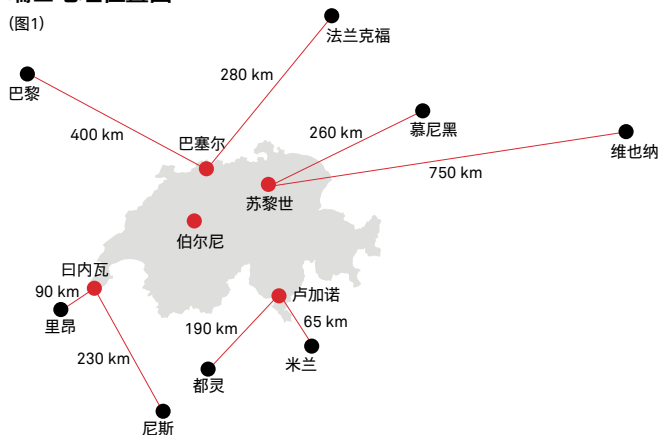 (图1)
法兰克福
280 km
巴黎
400 km
巴塞尔
260 km
慕尼黑
维也纳
750 km
苏黎世
伯尔尼
日内瓦
90 km
里昂
卢加诺
190 km
65 km
230 km
都灵
米兰
尼斯